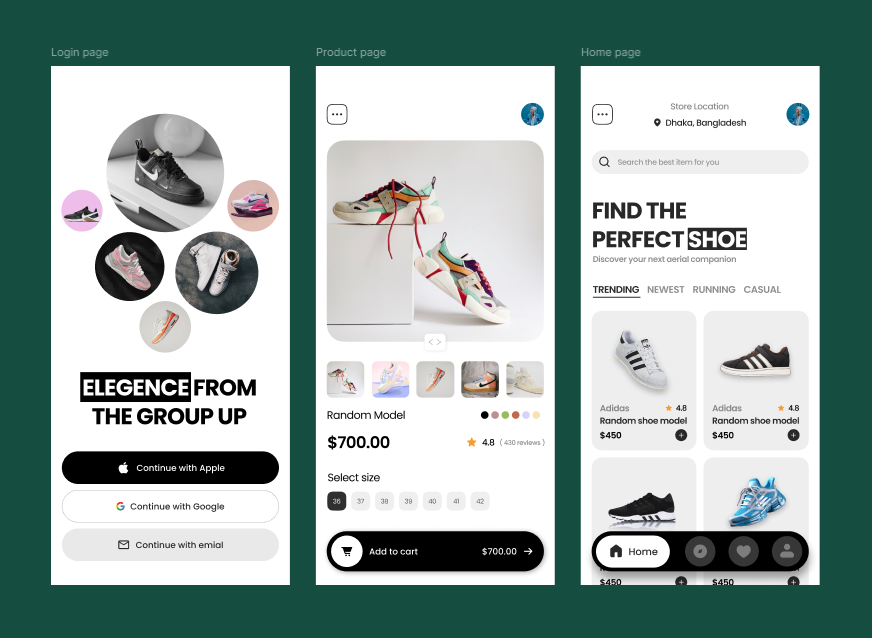 Login page
ELEGENCE FROM
THE GROUP UP
Continue with Apple
Continue with Google
Continue with emial
Product page
Random Model
$700.00
4.8
( 430 reviews )
Select size
36
37
38
39
40
41
42
Add to cart
$700.00
Home page
Store Location
Dhaka, Bangladesh
Search the best item for you
FIND THE
PERFECT SHOE
Discover your next aerial companion
TRENDING
NEWEST
RUNNING
CASUAL
Adidas
4.8
Random shoe model
$450
Adidas
4.8
Random shoe model
$450
Home
$450
$450